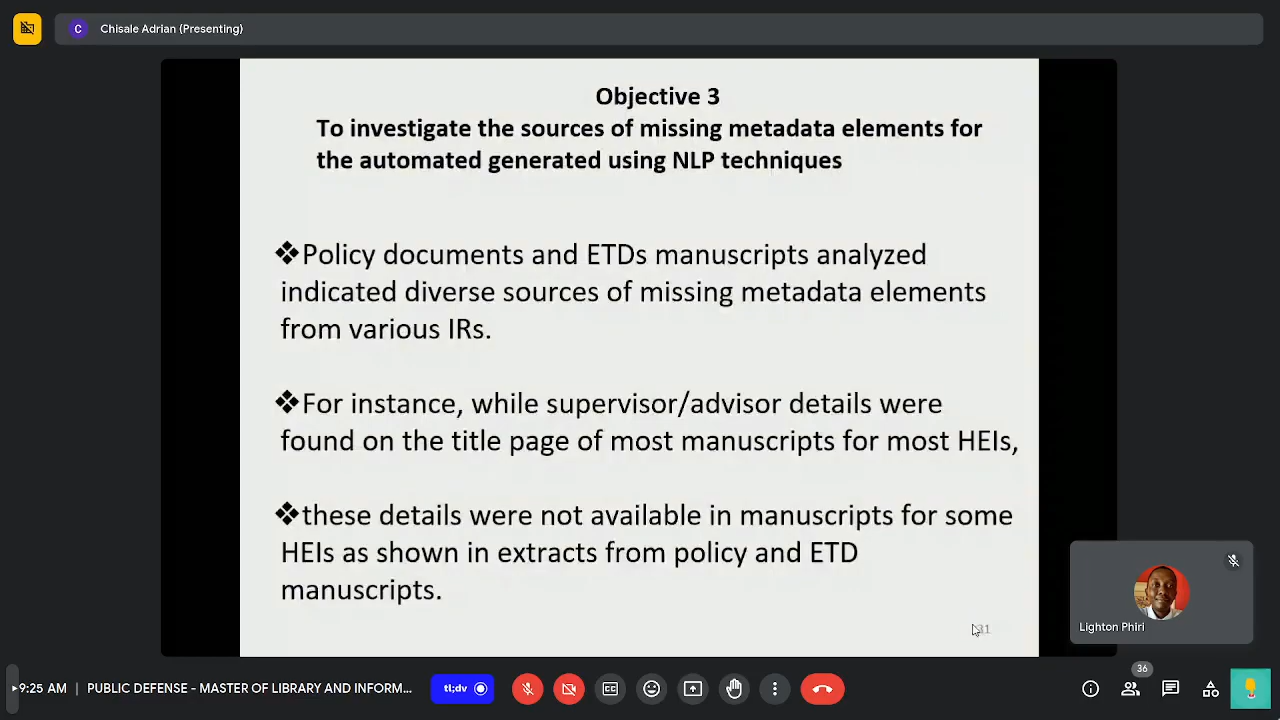 C Chisale Adrian (Presenting)
Objective 3
To investigate the sources of missing metadata elements for
the automated generated using NLP techniques
❖Policy documents and ETDs manuscripts analyzed
indicated diverse sources of missing metadata elements
from various IRs.
❖For instance, while supervisor/advisor details were
found on the title page of most manuscripts for most HEIs,
❖these details were not available in manuscripts for some
HEIs as shown in extracts from policy and ETD
manuscripts.
31
Lighton Phiri
36
9:25 AM | PUBLIC DEFENSE - MASTER OF LIBRARY AND INFORM...
tl;dv
CC